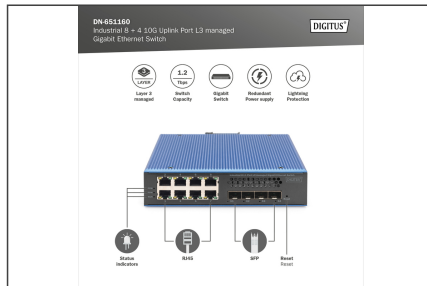 DN-651160
Industrial 8 + 4 10G Uplink Port L3 managed
Gigabit Ethernet Switch
DIGITUS®
3
LAYER
1.2
Tbps
Layer 3
managed
Switch
Capacity
Gigabit
Switch
Redundant
Power supply
Lightning
Protection
Status
Indicators
RJ45
SFP
Reset
Reset